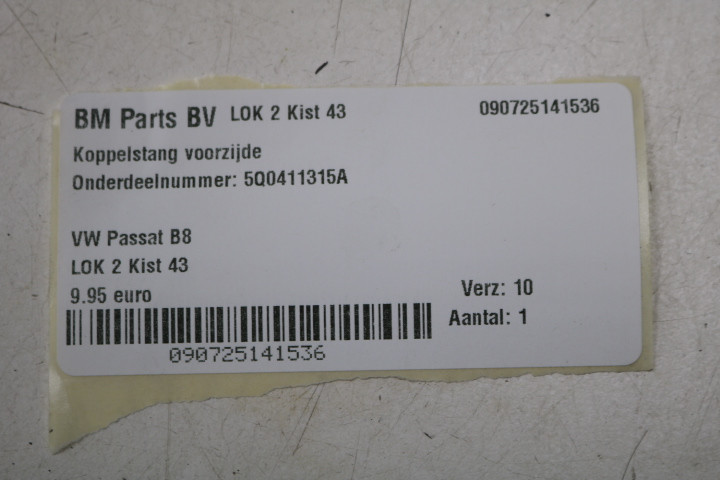 BM Parts BV LOK 2 Kist 43 090725141536
Koppelstang voorzijde
Onderdeelnummer: 5Q0411315A
VW Passat B8
LOK 2 Kist 43
9.95 euro Verz: 10
Aantal: 1
090725141536